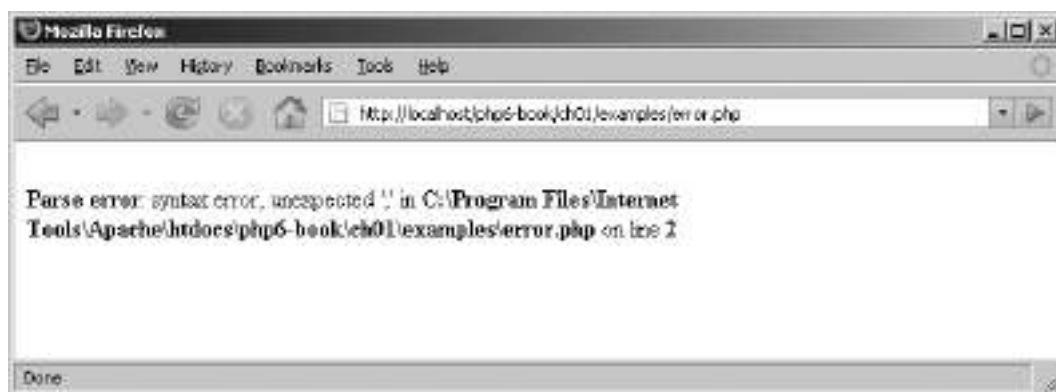 Mozilla Firefox
File Edit View History Bookmarks Tools Help
http://localhost/php6-book/ch01/examples/error.php
Parse error: syntax error, unexpected in C:\Program Files\Internet
Tools\Apache\htdocs\php6-book\ch01\examples\error.php on line 2
Done